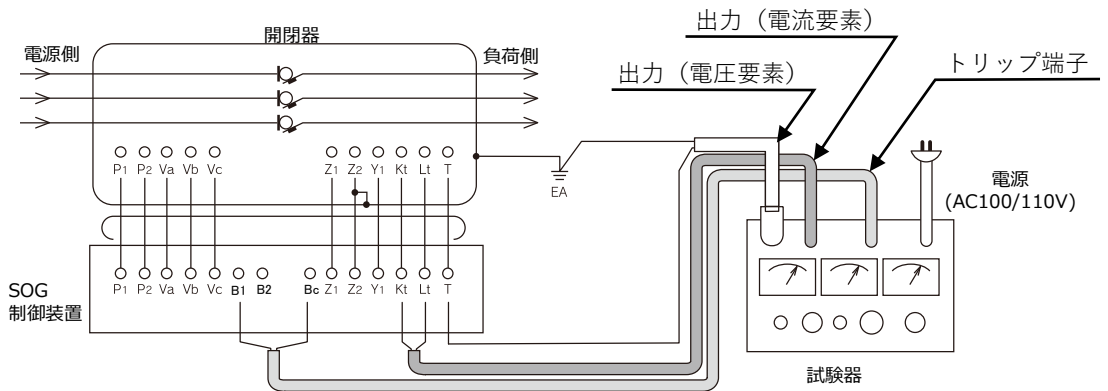 出力（電流要素）
開閉器
電源側
負荷側
出力（電圧要素）
トリップ端子
P1 P2 Va Vb Vc Z1 Z2 Y1 Kt Lt T
EA
電源
(AC100/110V)
SOG
制御装置
P1 P2 Va Vb Vc B1 B2 Bc Z1 Z2 Y1 Kt Lt T
試験器